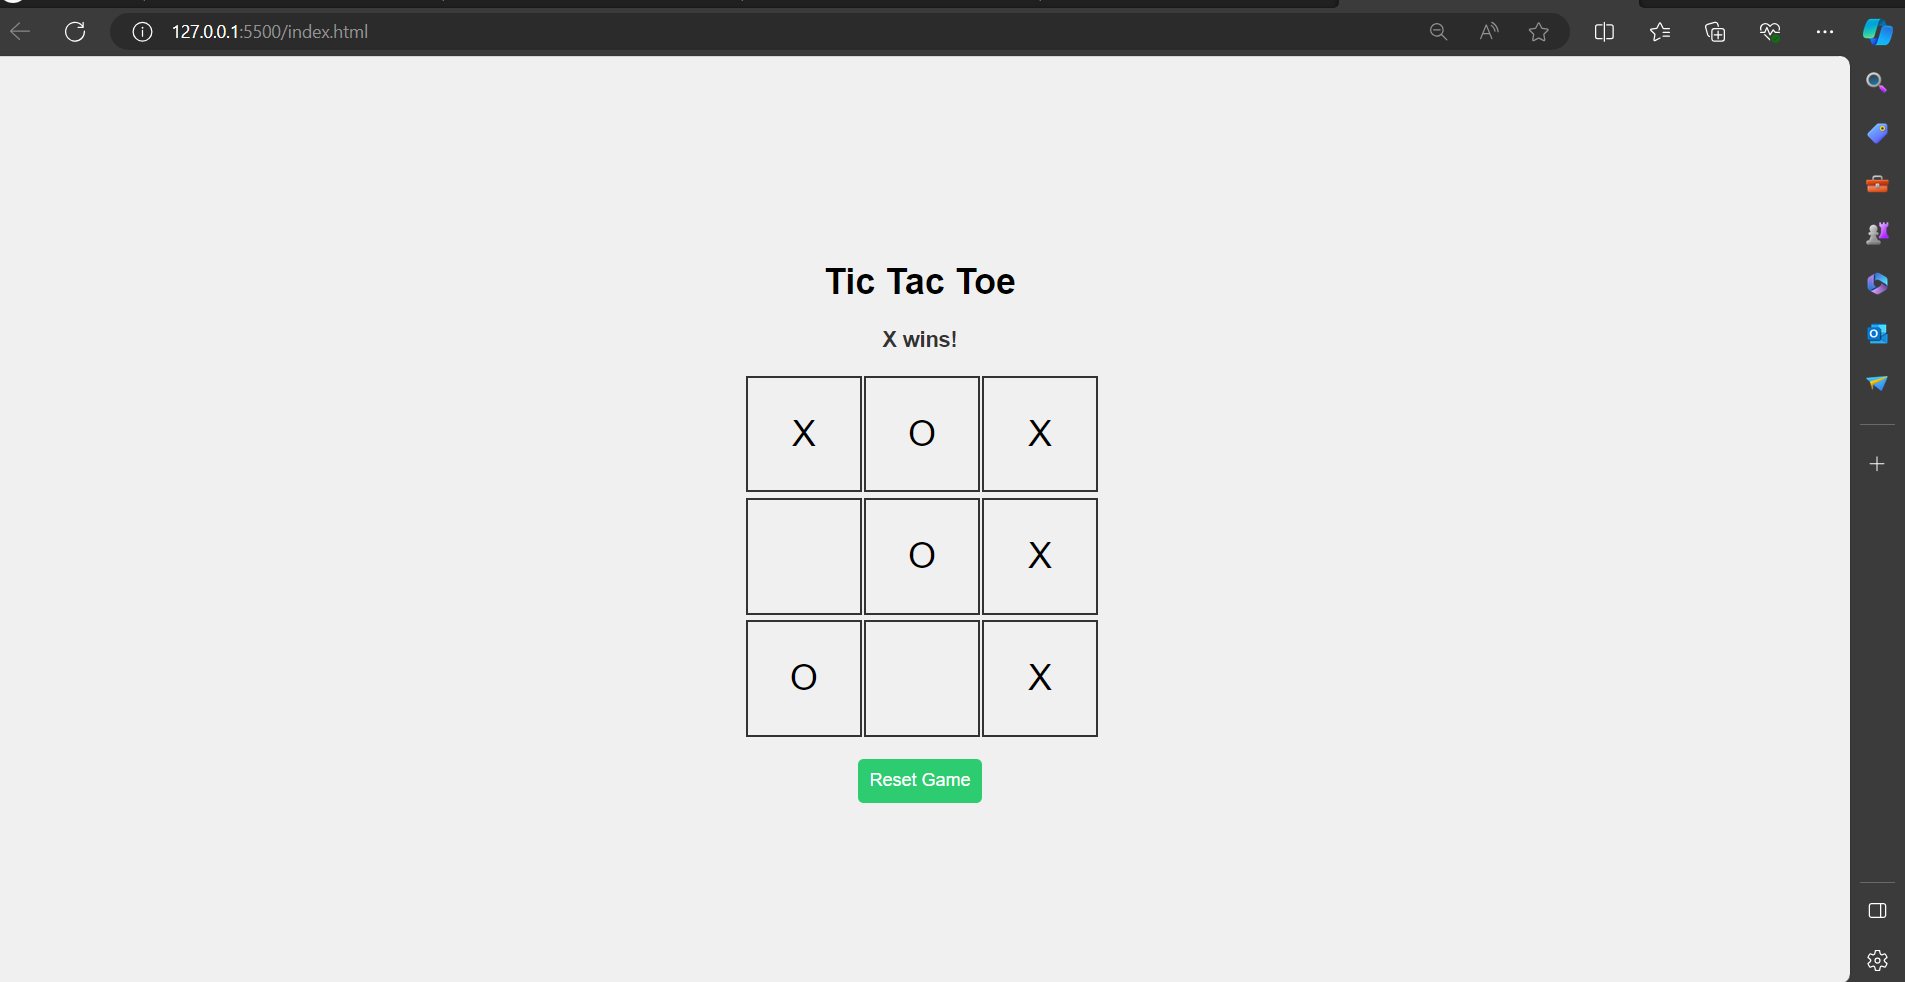 127.0.0.1:5500/index.html
Tic Tac Toe
X wins!
X O X
O X
O X
Reset Game